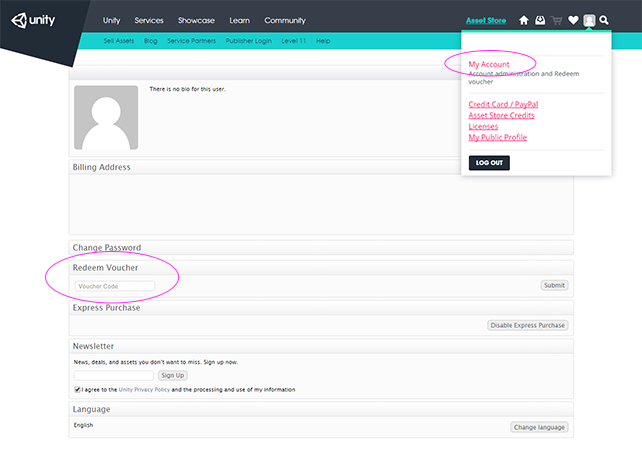 unity
Unity Services Showcase Learn Community Asset Store
Sell Assets Blog Service Partners Publisher Login Level 11 Help
My Account
Account administration and Redeem
voucher
Credit Card / PayPal
Asset Store Credits
Licenses
My Public Profile
LOG OUT
There is no bio for this user.
Billing Address
Change Password
Redeem Voucher
Voucher Code
Submit
Express Purchase
Disable Express Purchase
Newsletter
News, deals, and assets you don't want to miss. Sign up now.
Sign Up
I agree to the Unity Privacy Policy and the processing and use of my information
Language
English
Change language